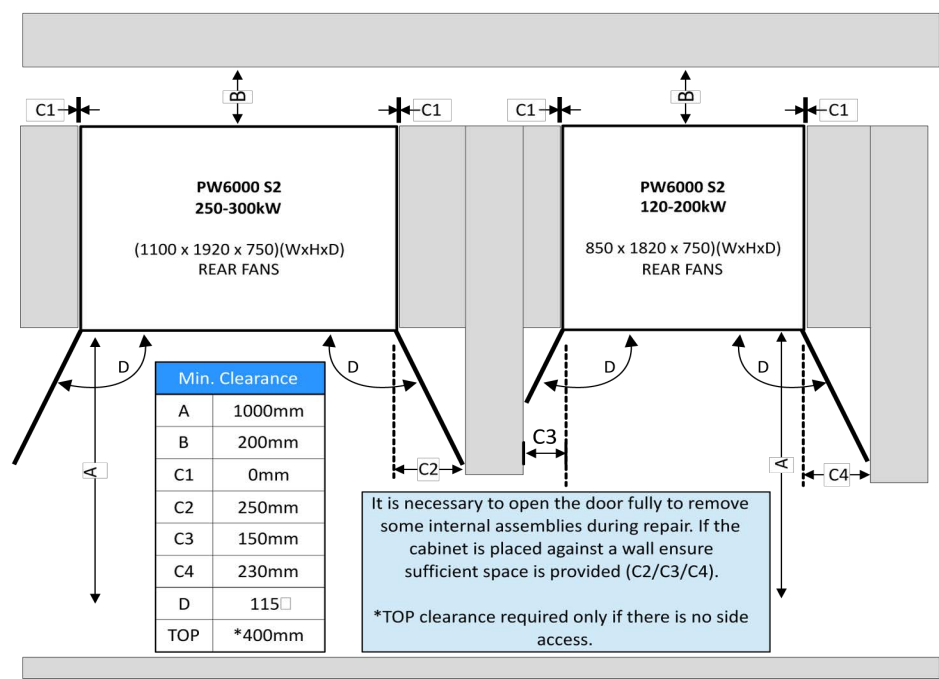 B
B
C1
C1
C1
C1
PW6000 S2
250-300kW
(1100 x 1920 x 750)(WxHxD)
REAR FANS
PW6000 S2
120-200kW
850 x 1820 x 750)(WxHxD)
REAR FANS
D
D
D
D
A
C2
C3
A
C4
Min. Clearance
A 1000mm
B 200mm
C1 0mm
C2 250mm
C3 150mm
C4 230mm
D 115□
TOP *400mm
It is necessary to open the door fully to remove
some internal assemblies during repair. If the
cabinet is placed against a wall ensure
sufficient space is provided (C2/C3/C4).
*TOP clearance required only if there is no side
access.